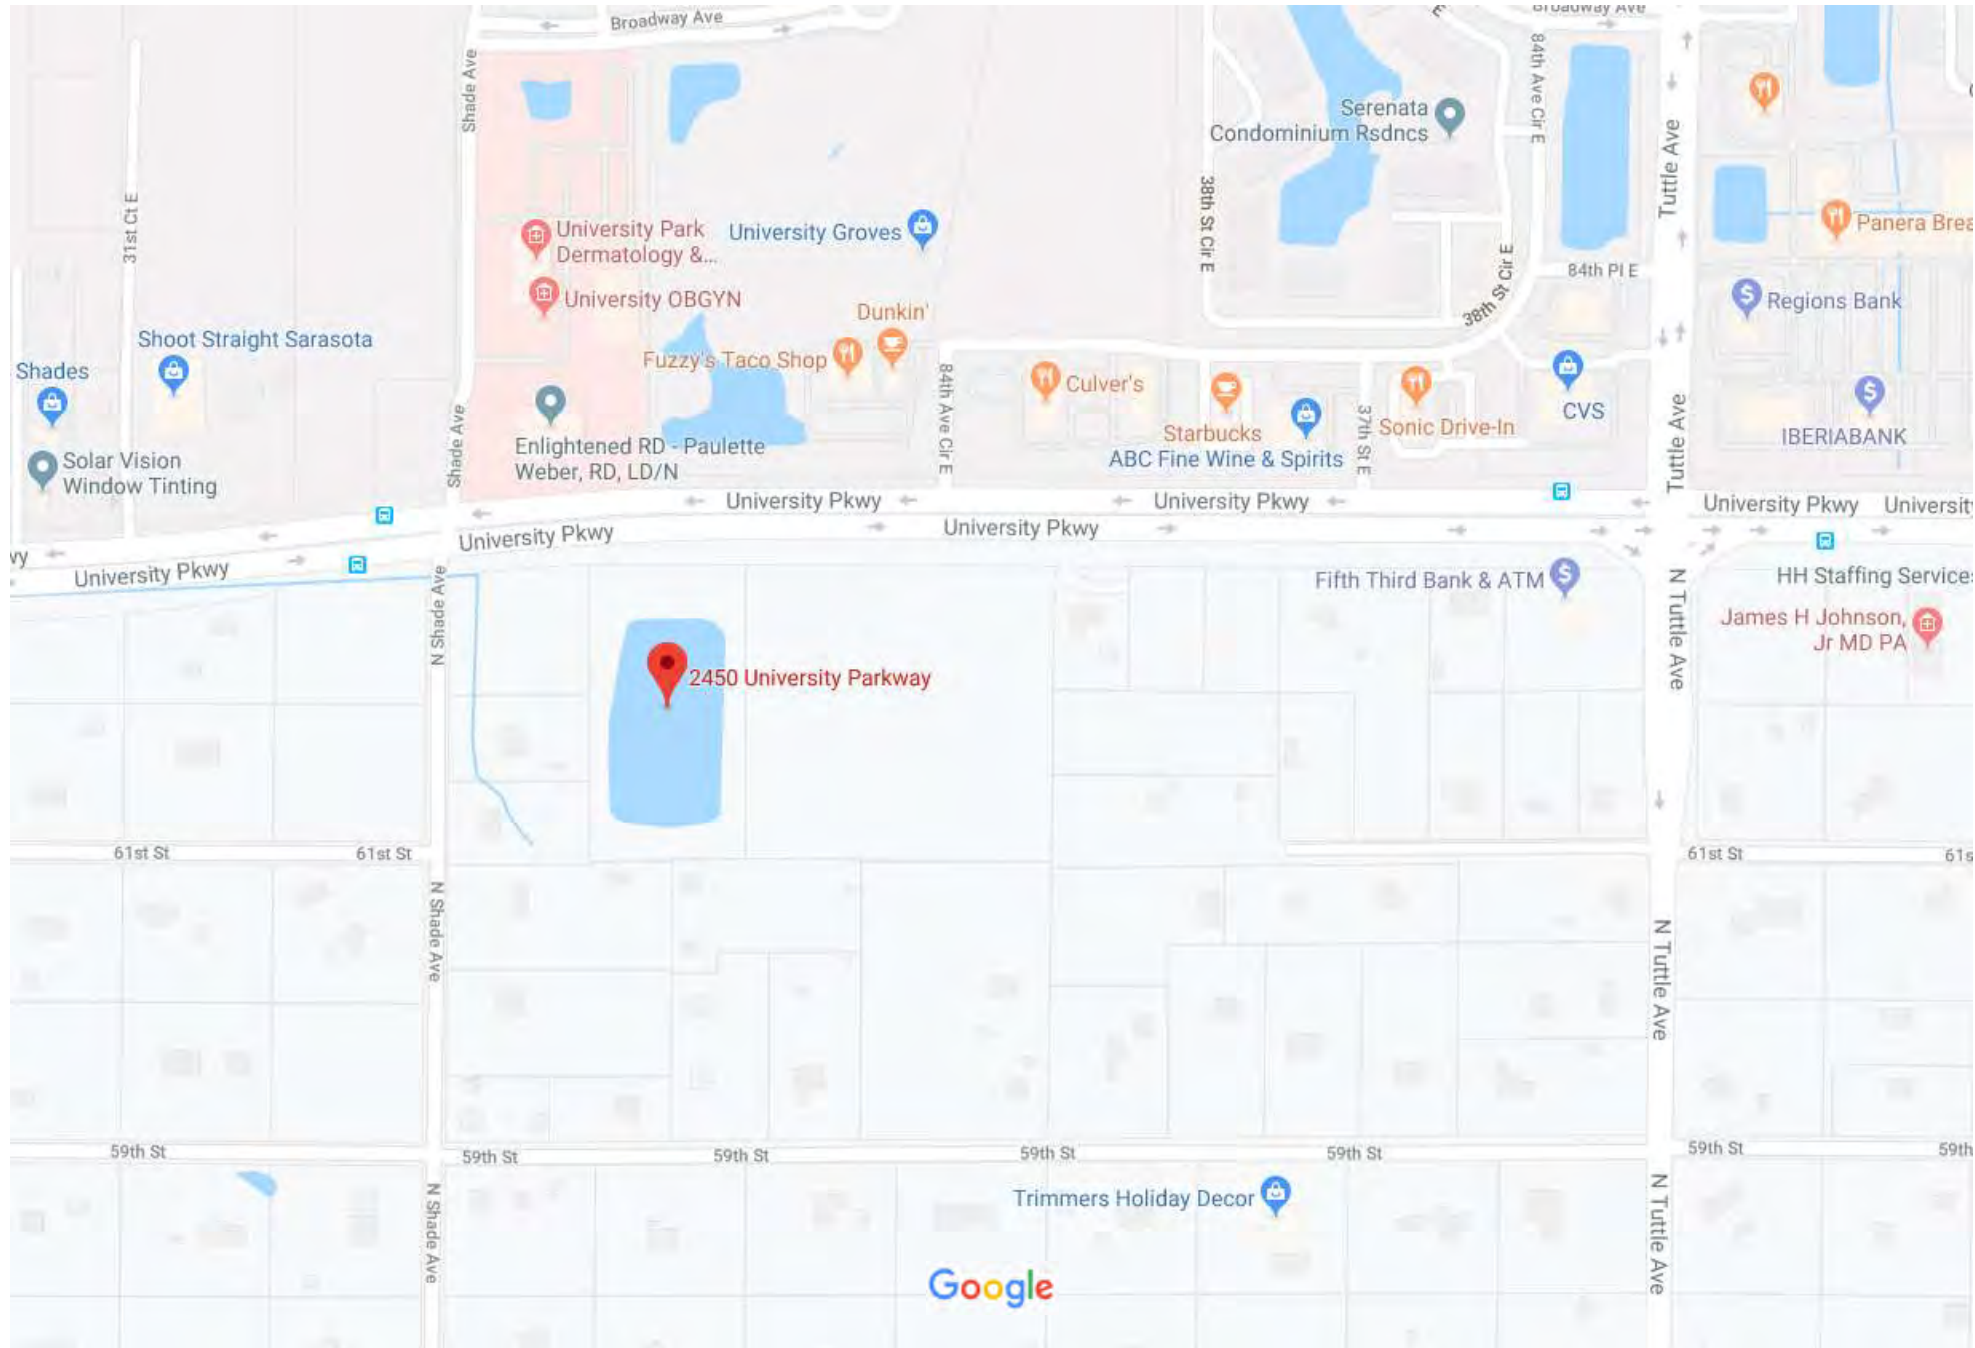 Broadway Ave
Broadway Ave
Shade Ave
84th Ave Cir E
Serenata
Condominium Rsdncs
Tuttle Ave
31st Ct E
38th St Cir E
University Park
Dermatology &...
University Groves
Panera Brea
84th Pl E
38th St Cir E
University OBGYN
Regions Bank
Dunkin'
Shoot Straight Sarasota
Fuzzy's Taco Shop
Shades
Culver's
84th Ave Cir E
CVS
Tuttle Ave
Shade Ave
37th St E
Starbucks
Sonic Drive-In
IBERIABANK
Enlightened RD - Paulette
Weber, RD, LD/N
ABC Fine Wine & Spirits
Solar Vision
Window Tinting
University Pkwy
University Pkwy
University Pkwy
University
University Pkwy
University Pkwy
wy
University Pkwy
Fifth Third Bank & ATM
HH Staffing Services
N Shade Ave
N Tuttle Ave
James H Johnson,
Jr MD PA
2450 University Parkway
61st St
61st St
61st St
61s
N Shade Ave
N Tuttle Ave
59th St
59th St
59th St
59th St
59th St
59th St
59th
N Shade Ave
Trimmers Holiday Decor
N Tuttle Ave
Google